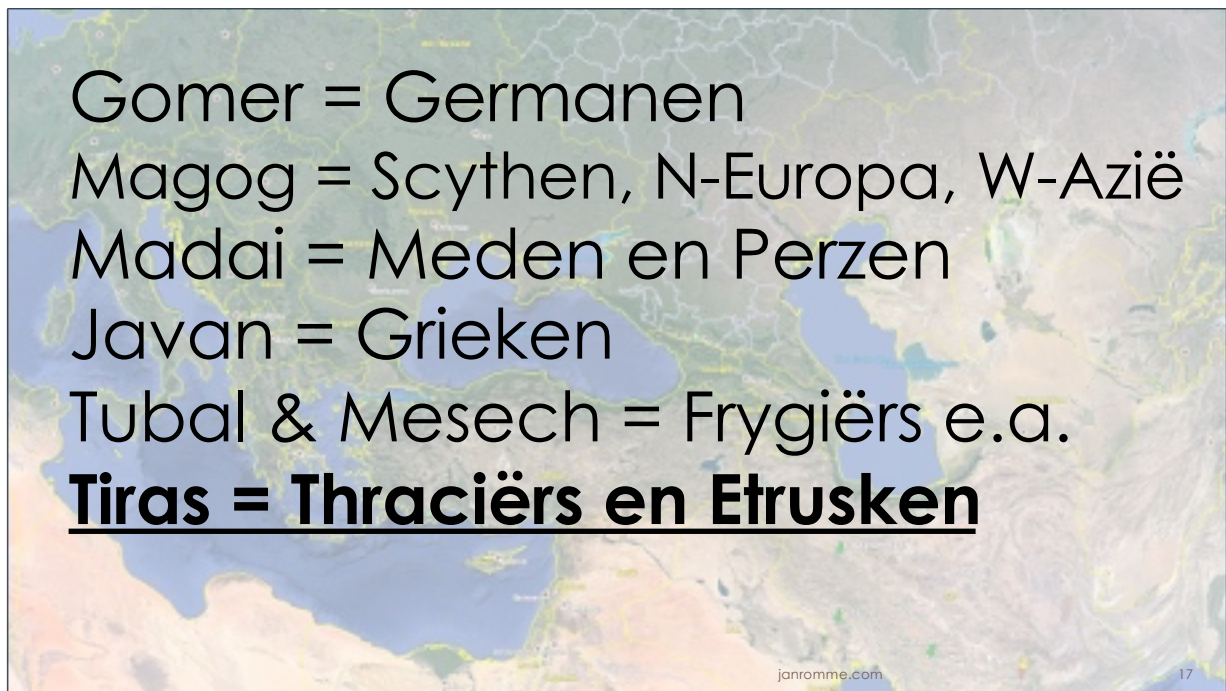 Gomer = Germanen
Magog = Scythen, N-Europa, W-Azië
Madai = Meden en Perzen
Javan = Grieken
Tubal & Mesech = Frygiërs e.a.
Tiras = Thraciërs en Etrusken
janromme.com
17